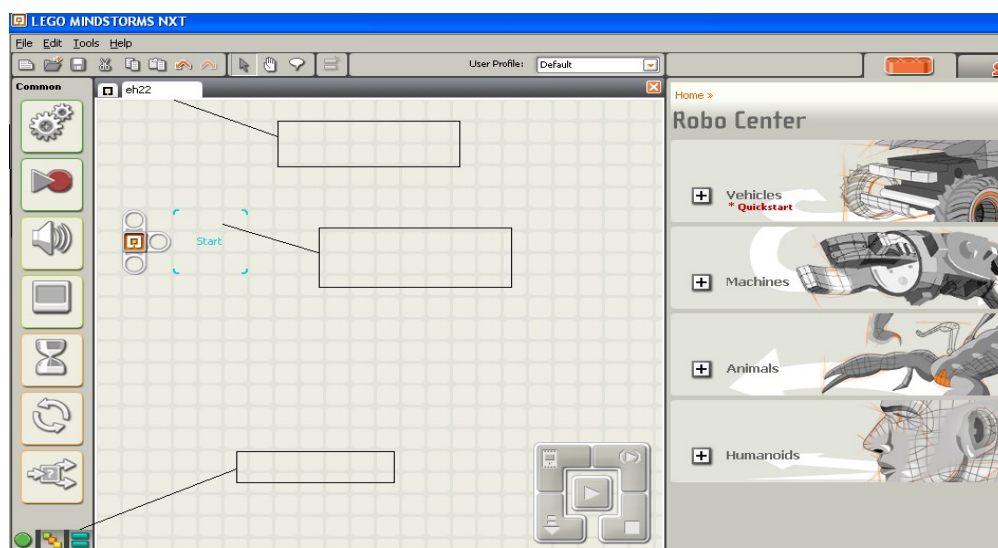 LEGO MINDSTORMS NXT
File Edit Tools Help
User Profile: Default
Common
eh22
Home »
Robo Center
Start
Vehicles
* Quickstart
Machines
Animals
Humanoids